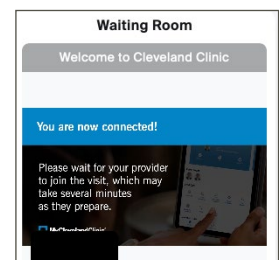 Waiting Room
Welcome to Cleveland Clinic
You are now connected!
Please wait for your provider
to join the visit, which may
take several minutes
as they prepare.
MyClevelandClinic®